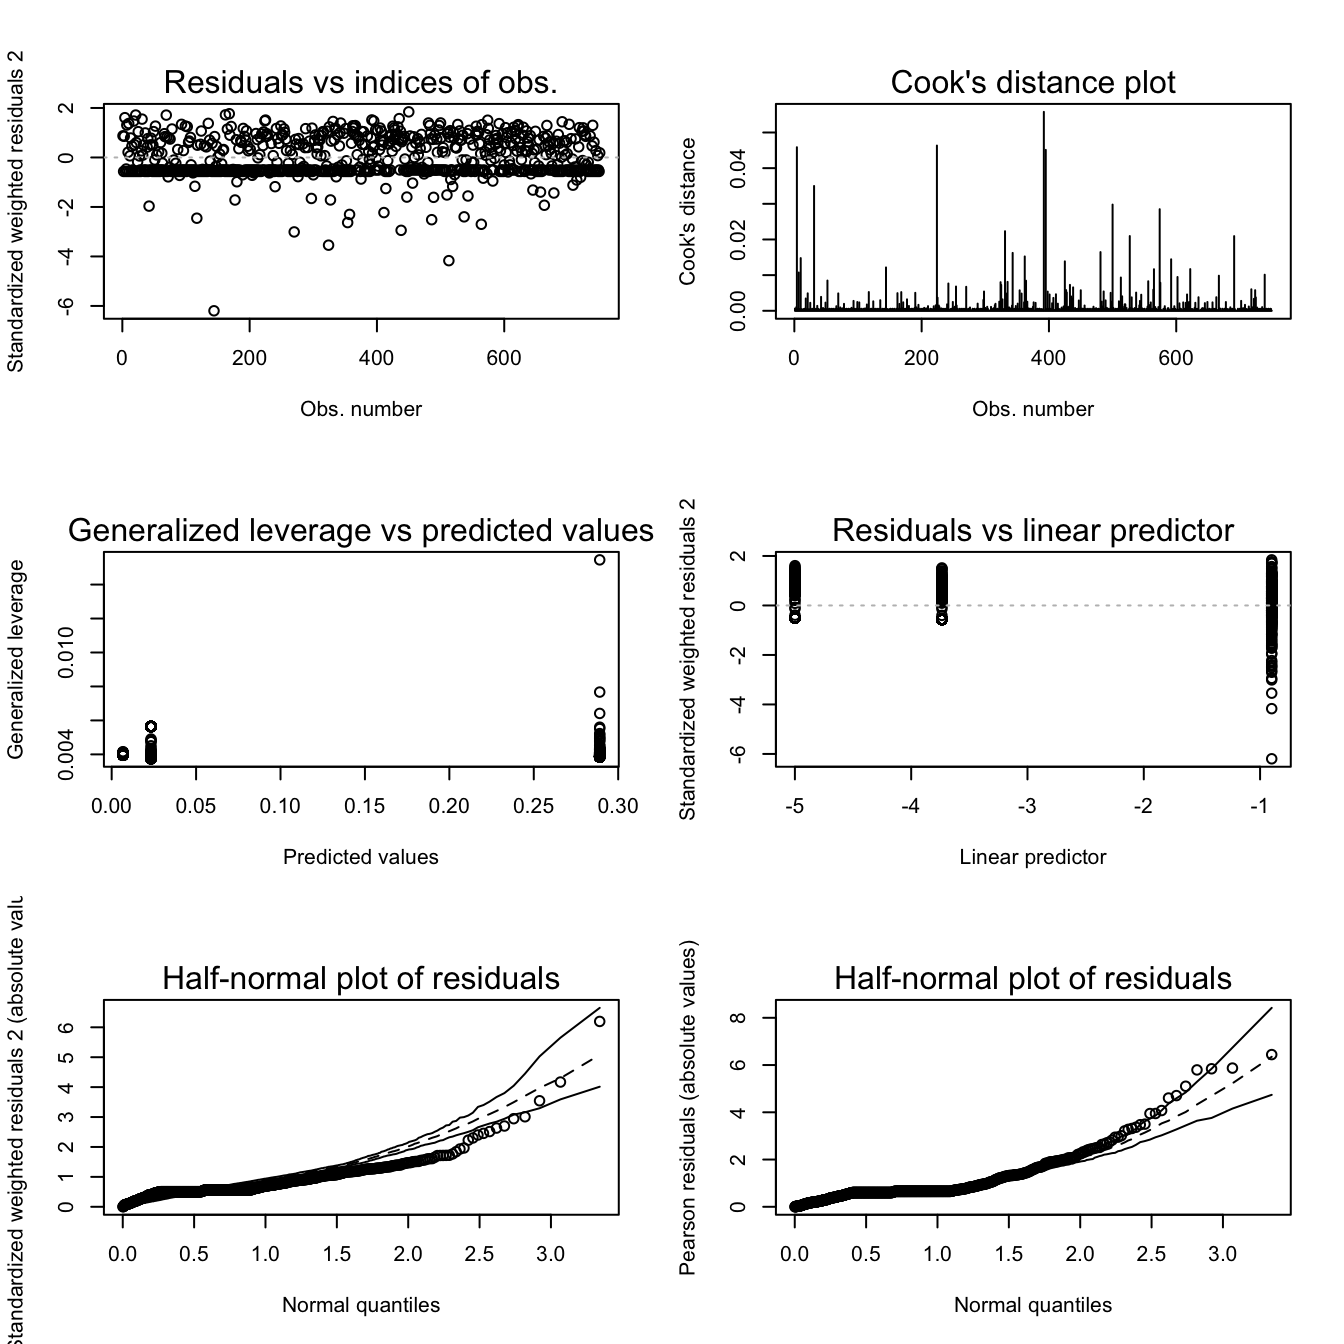 Residuals vs indices of obs.
Standardized weighted residuals 2
2
0
-2
-4
-6
0 200 400 600
Obs. number
Cook's distance plot
Cook's distance
0.04
0.02
0.00
0 200 400 600
Obs. number
Generalized leverage vs predicted values
Generalized leverage
0.010
0.004
0.00 0.05 0.10 0.15 0.20 0.25 0.30
Predicted values
Residuals vs linear predictor
Standardized weighted residuals 2
2
0
-2
-4
-6
-5 -4 -3 -2 -1
Linear predictor
Half-normal plot of residuals
Standardized weighted residuals 2 (absolute valu
6
5
4
3
2
1
0
0.0 0.5 1.0 1.5 2.0 2.5 3.0
Normal quantiles
Half-normal plot of residuals
Pearson residuals (absolute values)
8
6
4
2
0
0.0 0.5 1.0 1.5 2.0 2.5 3.0
Normal quantiles